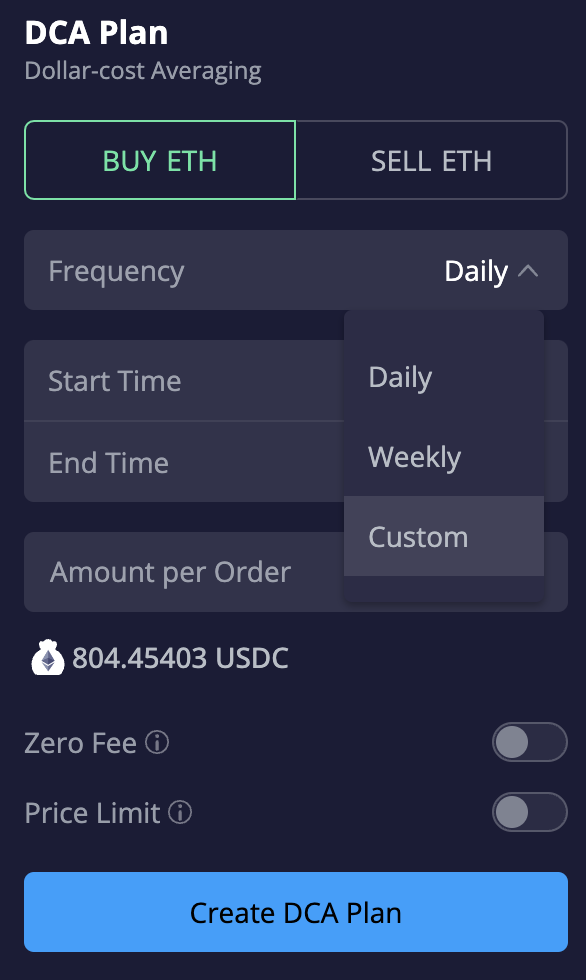 DCA Plan
Dollar-cost Averaging
BUY ETH
SELL ETH
Frequency
Daily
Daily
Start Time
Weekly
End Time
Custom
Amount per Order
804.45403 USDC
Zero Fee
Price Limit
Create DCA Plan